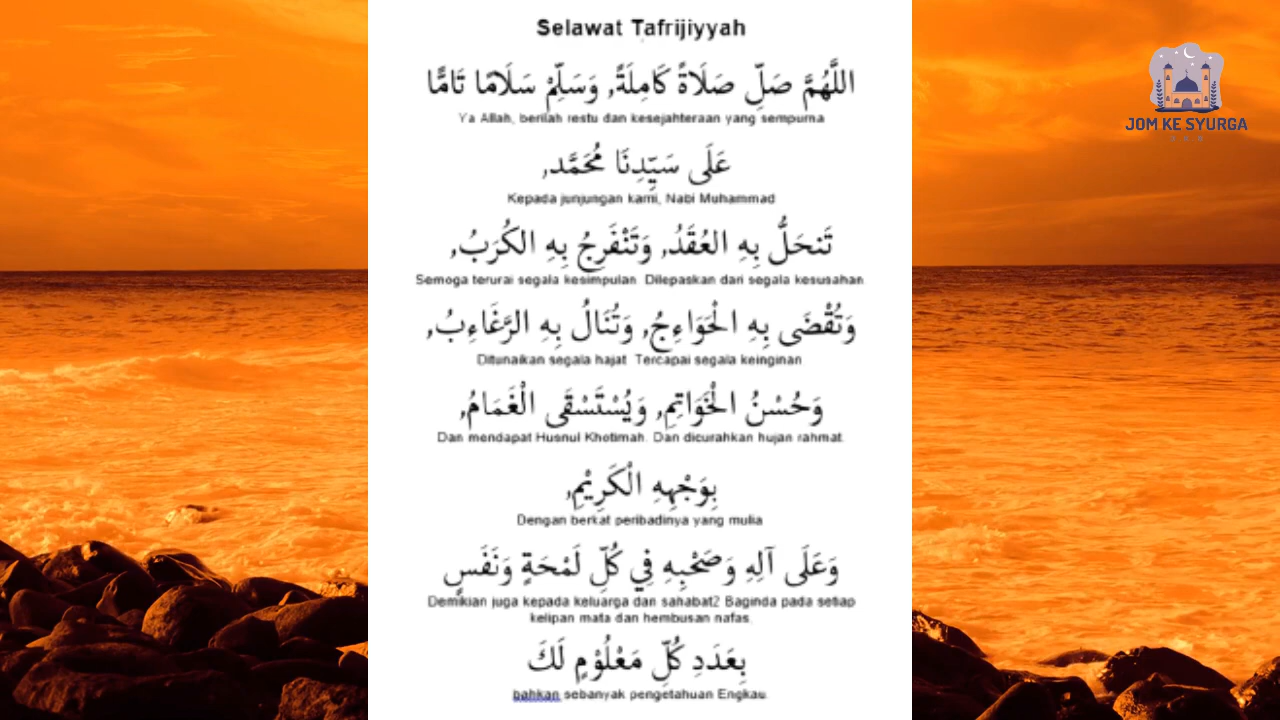 Selawat Tafrijiyyah
اللَّهُمَّ صَلِّ صَلَاةً كَامِلَةً, وَسَلِّمْ سَلَامًا تَامًّا
Ya Allah, berilah restu dan kesejahteraan yang sempurna
عَلَى سَيِّدِنَا مُحَمَّد,
Kepada junjungan kami, Nabi Muhammad
تَنحَلُّ بِهِ العُقَدُ, وَتَنْفَرِجُ بِهِ الكُرَبُ,
Semoga terurai segala kesimpulan. Dilepaskan dari segala kesusahan
وَتُقْضَى بِهِ الْحَوَاءِجُ, وَتُنَالُ بِهِ الرَّغَاءِبُ,
Ditunaikan segala hajat Tercapai segala keinginan
وَحُسْنُ الْخَوَاتِمِ, وَيُسْتَسْقَى الْغَمَامُ,
Dan mendapat Husnul Khotimah. Dan dicurahkan hujan rahmat.
بِوَجْهِهِ الْكَرِيْمِ,
Dengan berkat peribadinya yang mulia
وَعَلَى آلِهِ وَصَحْبِهِ فِي كُلِّ لَمْحَةٍ وَنَفَسٍ
Demikian juga kepada keluarga dan sahabat2 Baginda pada setiap
kelipan mata dan hembusan nafas.
بِعَدَدِ كُلِّ مَعْلُوْمٍ لَكَ
bahkan sebanyak pengetahuan Engkau.
JOM KE SYURGA